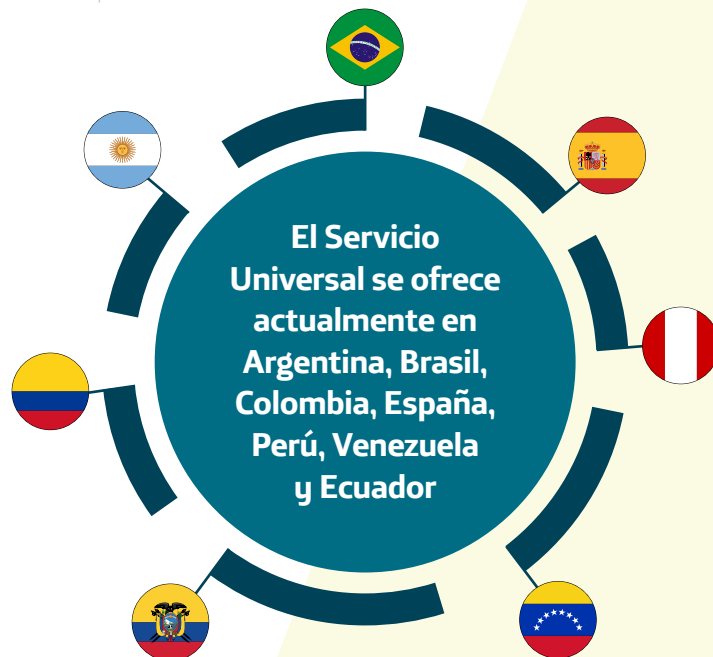 El Servicio
Universal se ofrece
actualmente en
Argentina, Brasil,
Colombia, España,
Perú, Venezuela
y Ecuador